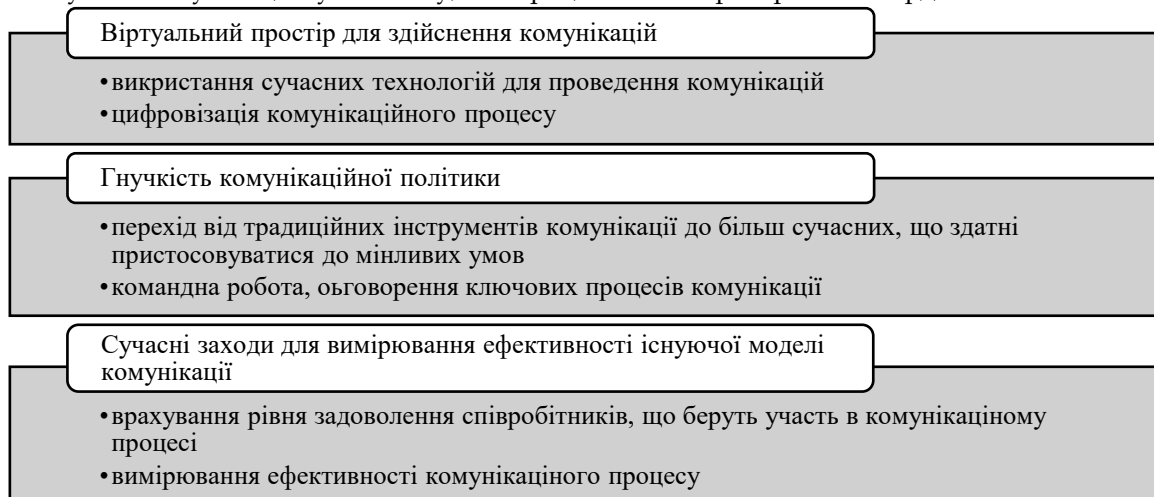 Віртуальний простір для здійснення комунікацій
•викристання сучасних технологій для проведення комунікацій
•цифровізація комунікаційного процесу
Гнучкість комунікаційної політики
•перехід від традиційних інструментів комунікації до більш сучасних, що здатні
пристосовуватися до мінливих умов
•командна робота, оьговорення ключових процесів комунікації
Сучасні заходи для вимірювання ефективності існуючої моделі
комунікації
•врахування рівня задоволення співробітників, що беруть участь в комунікаціному
процесі
•вимірювання ефективності комунікаціного процесу